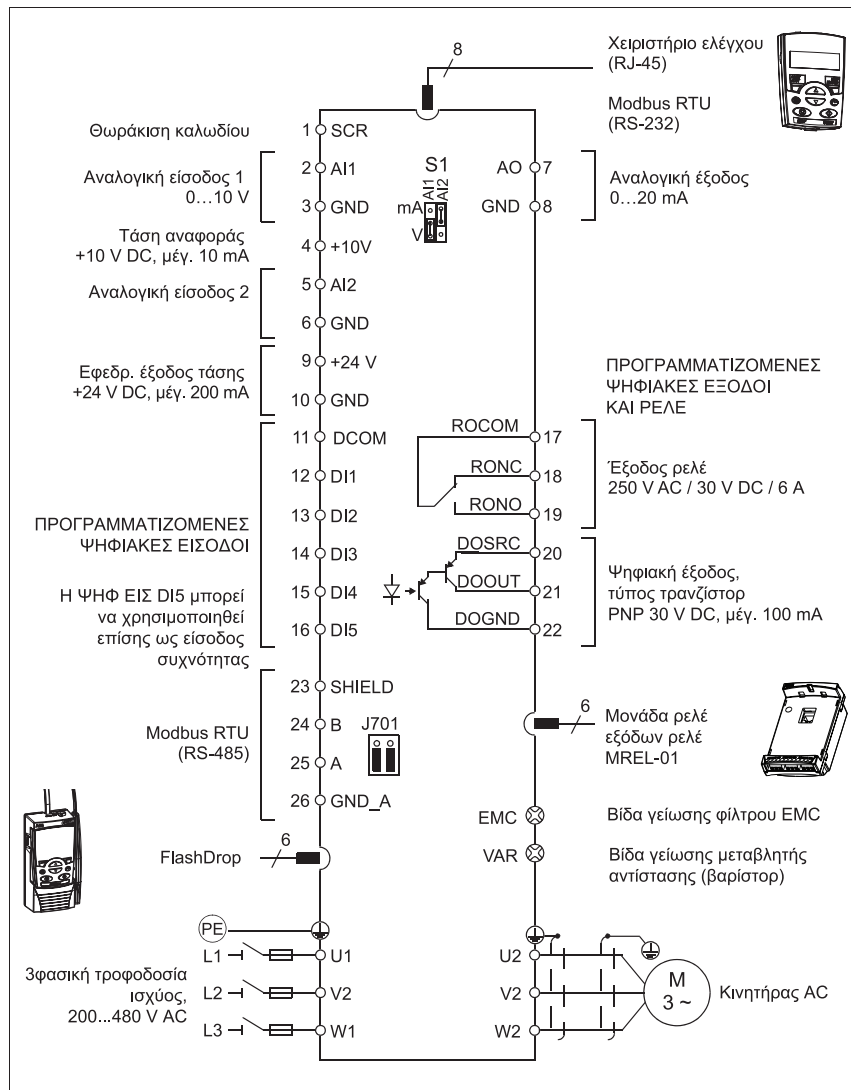 8
Χειριστήριο ελέγχου
(RJ-45)
Modbus RTU
(RS-232)
Θωράκιση καλωδίου
1 SCR
Αναλογική είσοδος 1
0...10 V
2 AI1
3 GND
S1
AI1
AI2
mA
V
AO 7
GND 8
Αναλογική έξοδος
0...20 mA
Τάση αναφοράς
+10 V DC, μέγ. 10 mA
4 +10V
Αναλογική είσοδος 2
5 AI2
6 GND
Εφεδρ. έξοδος τάσης
+24 V DC, μέγ. 200 mA
9 +24 V
10 GND
ΠΡΟΓΡΑΜΜΑΤΙΖΟΜΕΝΕΣ
ΨΗΦΙΑΚΕΣ ΕΞΟΔΟΙ
ΚΑΙ ΡΕΛΕ
11 DCOM
12 DI1
13 DI2
14 DI3
15 DI4
16 DI5
ΠΡΟΓΡΑΜΜΑΤΙΖΟΜΕΝΕΣ
ΨΗΦΙΑΚΕΣ ΕΙΣΟΔΟΙ
Η ΨΗΦ ΕΙΣ DI5 μπορεί
να χρησιμοποιηθεί
επίσης ως είσοδος
συχνότητας
ROCOM 17
RONC 18
RONO 19
Έξοδος ρελέ
250 V AC / 30 V DC / 6 A
DOSRC 20
DOOUT 21
DOGND 22
Ψηφιακή έξοδος,
τύπος τρανζίστορ
PNP 30 V DC, μέγ. 100 mA
Modbus RTU
(RS-485)
23 SHIELD
24 B
25 A
26 GND_A
J701
6
Μονάδα ρελέ
εξόδων ρελέ
MREL-01
EMC
Βίδα γείωσης φίλτρου EMC
VAR
Βίδα γείωσης μεταβλητής
αντίστασης (βαρίστορ)
FlashDrop
6
PE
3φασική τροφοδοσία
ισχύος,
200...480 V AC
L1 U1
L2 V2
L3 W1
U2
V2
W2
M
3 ~
Κινητήρας AC